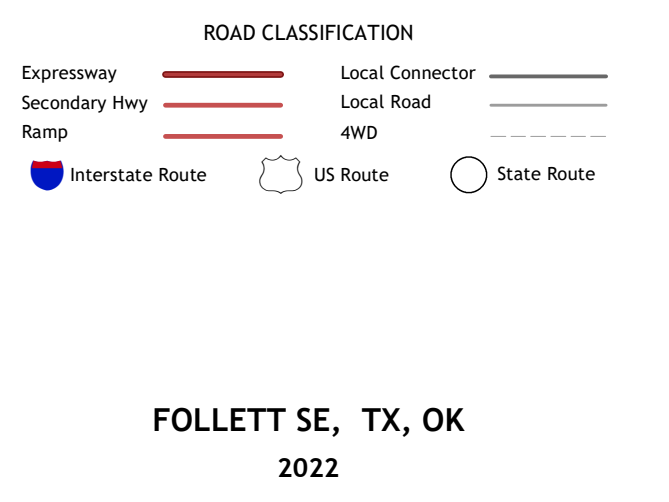 ROAD CLASSIFICATION
Expressway
Local Connector
Secondary Hwy
Local Road
Ramp
4WD
Interstate Route
US Route
State Route
FOLLETT SE, TX, OK
2022